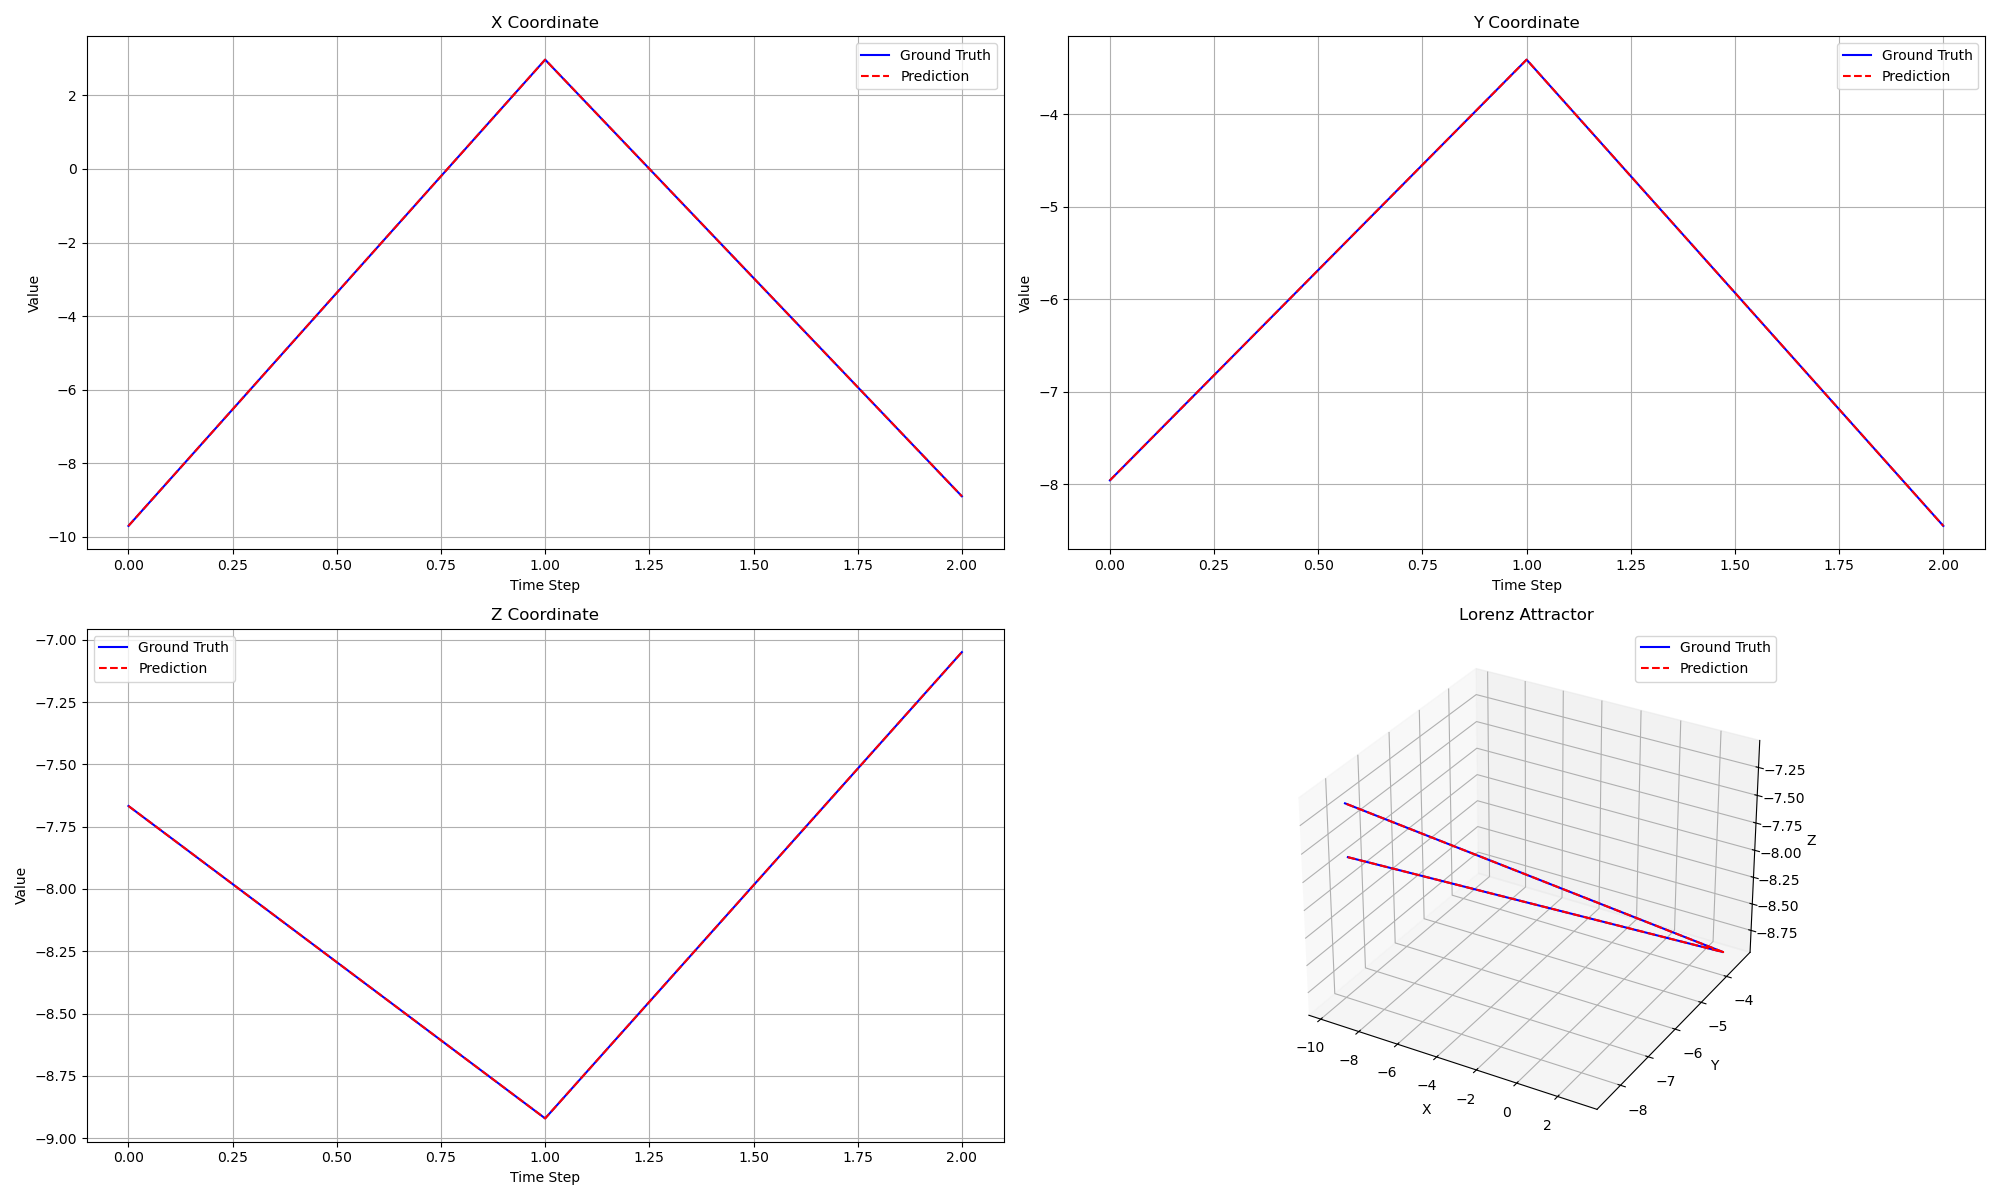 X Coordinate
Ground Truth
Prediction
2
0
−2
−4
−6
−8
−10
Value
0.00 0.25 0.50 0.75 1.00 1.25 1.50 1.75 2.00
Time Step
Y Coordinate
Ground Truth
Prediction
−4
−5
−6
−7
−8
Value
0.00 0.25 0.50 0.75 1.00 1.25 1.50 1.75 2.00
Time Step
Z Coordinate
Ground Truth
Prediction
−7.00
−7.25
−7.50
−7.75
−8.00
−8.25
−8.50
−8.75
−9.00
Value
0.00 0.25 0.50 0.75 1.00 1.25 1.50 1.75 2.00
Time Step
Lorenz Attractor
Ground Truth
Prediction
−7.25
−7.50
−7.75
−8.00
−8.25
−8.50
−8.75
Z
−4
−5
−6
−7
−8
Y
−10 −8 −6 −4 −2 0 2
X